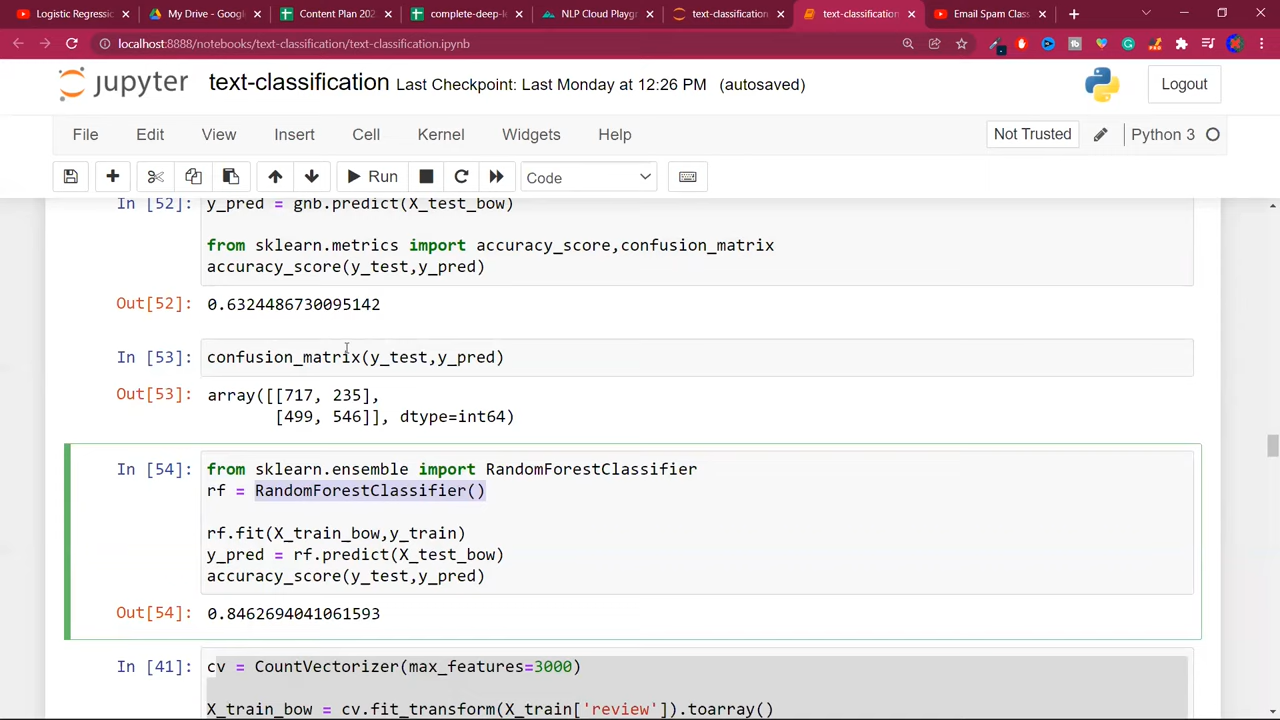 Logistic Regressi
My Drive - Google
Content Plan 202
complete-deep-l
NLP Cloud Playg
text-classification
text-classification
Email Spam Class
localhost:8888/notebooks/text-classification/text-classification.ipynb
jupyter text-classification Last Checkpoint: Last Monday at 12:26 PM (autosaved)
Logout
File Edit View Insert Cell Kernel Widgets Help
Not Trusted
Python 3
Run
Code
In [52]: y_pred = gnb.predict(X_test_bow)
from sklearn.metrics import accuracy_score,confusion_matrix
accuracy_score(y_test,y_pred)
Out[52]: 0.6324486730095142
In [53]: confusion_matrix(y_test,y_pred)
Out[53]: array([[717, 235],
[499, 546]], dtype=int64)
In [54]: from sklearn.ensemble import RandomForestClassifier
rf = RandomForestClassifier()
rf.fit(X_train_bow,y_train)
y_pred = rf.predict(X_test_bow)
accuracy_score(y_test,y_pred)
Out[54]: 0.8462694041061593
In [41]: cv = CountVectorizer(max_features=3000)
X_train_bow = cv.fit_transform(X_train['review']).toarray()